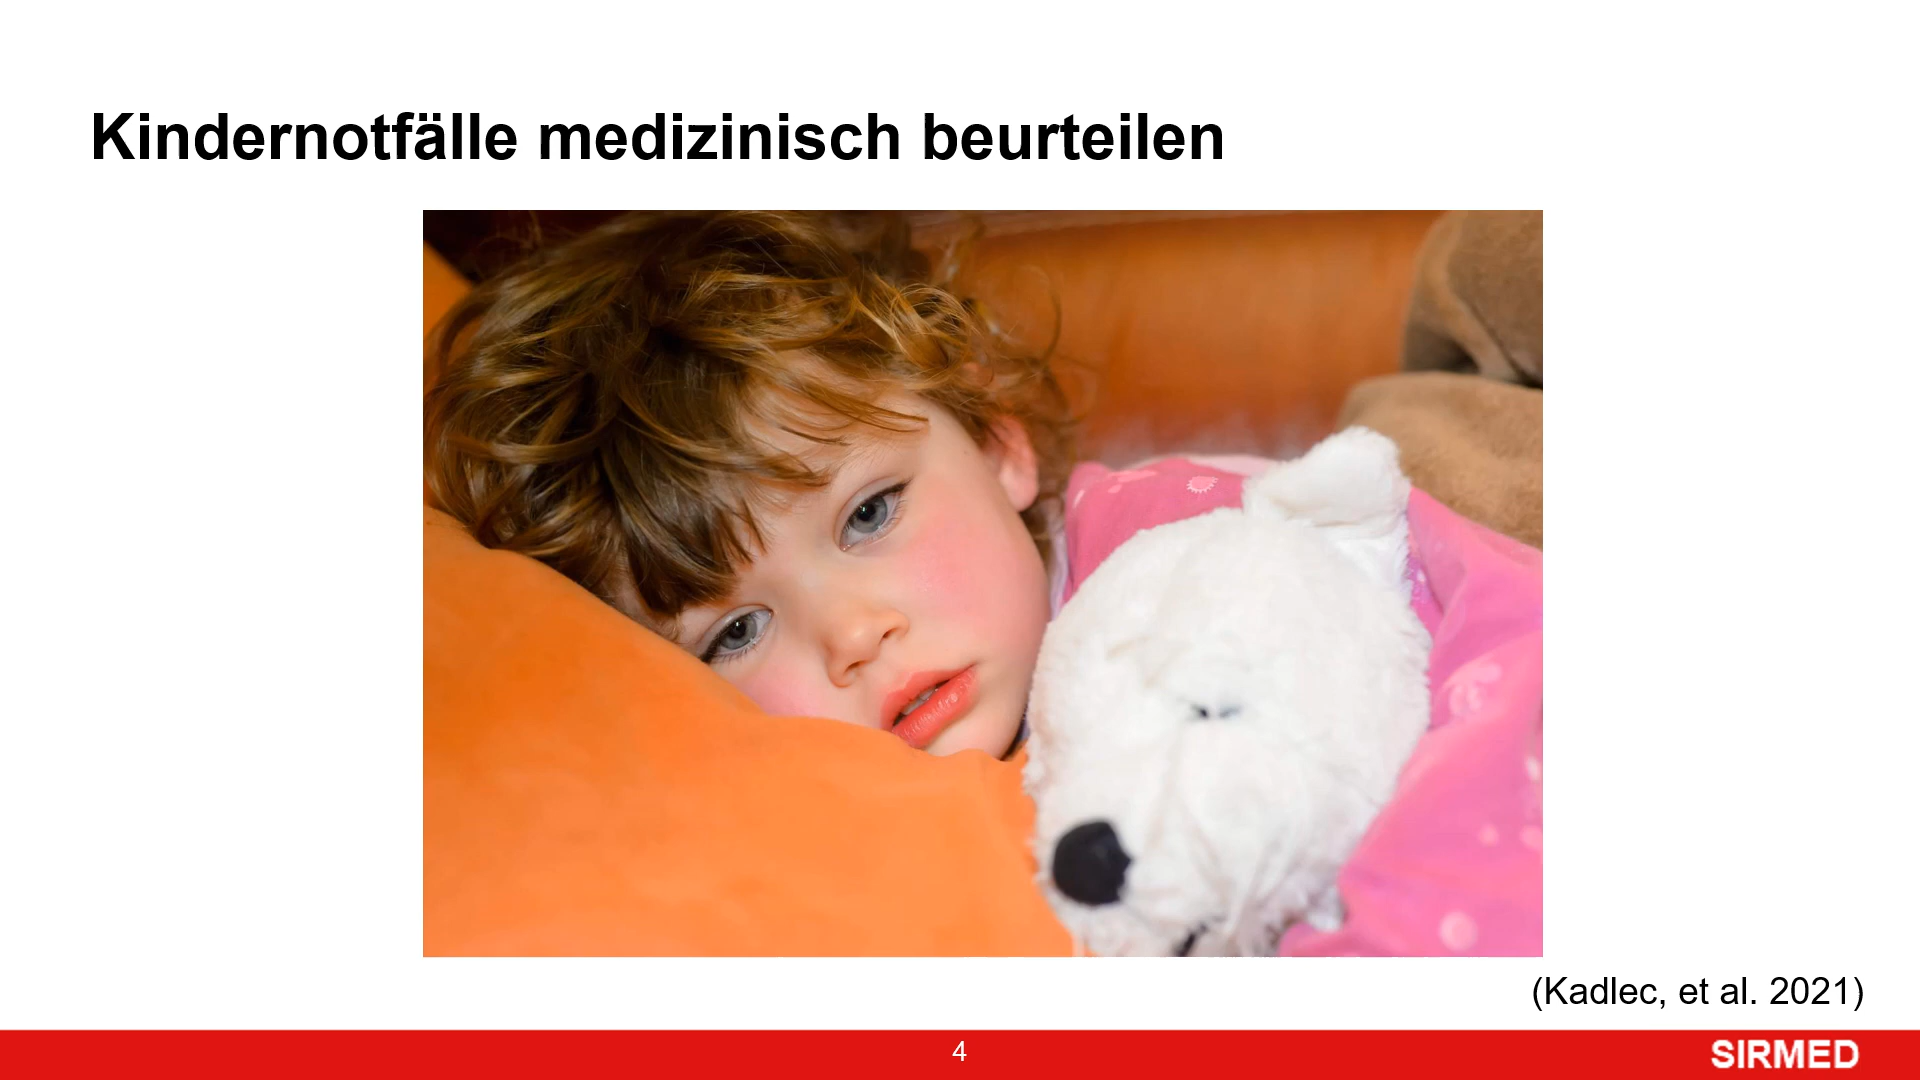 Kindernotfälle medizinisch beurteilen
(Kadlec, et al. 2021)
4
SIRMED